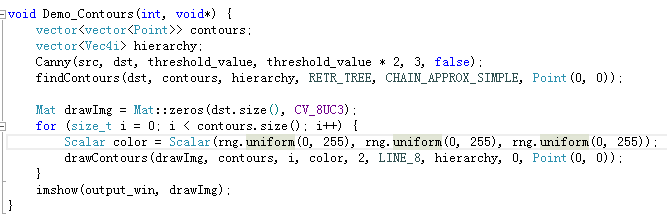 void Demo_Contours(int, void*) {
    vector<vector<Point>> contours;
    vector<Vec4i> hierarchy;
    Canny(src, dst, threshold_value, threshold_value * 2, 3, false);
    findContours(dst, contours, hierarchy, RETR_TREE, CHAIN_APPROX_SIMPLE, Point(0, 0));

    Mat drawImg = Mat::zeros(dst.size(), CV_8UC3);
    for (size_t i = 0; i < contours.size(); i++) {
        Scalar color = Scalar(rng.uniform(0, 255), rng.uniform(0, 255), rng.uniform(0, 255));
        drawContours(drawImg, contours, i, color, 2, LINE_8, hierarchy, 0, Point(0, 0));
    }
    imshow(output_win, drawImg);
}